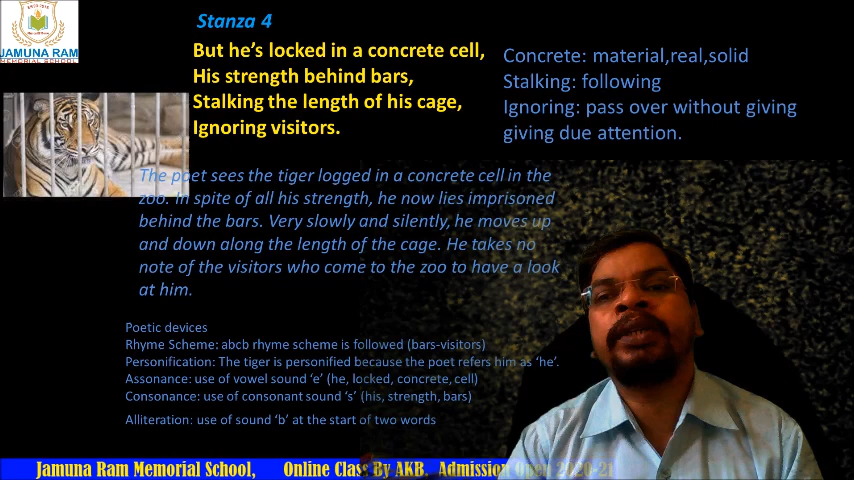 Stanza 4
But he's locked in a concrete cell,
His strength behind bars,
Stalking the length of his cage,
Ignoring visitors.
Concrete: material,real,solid
Stalking: following
Ignoring: pass over without giving
giving due attention.
JAMUNA RAM
MEMORIAL SCHOOL
The poet sees the tiger logged in a concrete cell in the
zoo. In spite of all his strength, he now lies imprisoned
behind the bars. Very slowly and silently, he moves up
and down along the length of the cage. He takes no
note of the visitors who come to the zoo to have a look
at him.
Poetic devices
Rhyme Scheme: abcb rhyme scheme is followed (bars-visitors)
Personification: The tiger is personified because the poet refers him as 'he'.
Assonance: use of vowel sound 'e' (he, locked, concrete, cell)
Consonance: use of consonant sound 's' (his, strength, bars)
Alliteration: use of sound 'b' at the start of two words
Jamuna Ram Memorial School, Online Class By AKB. Admission Open 2020-21